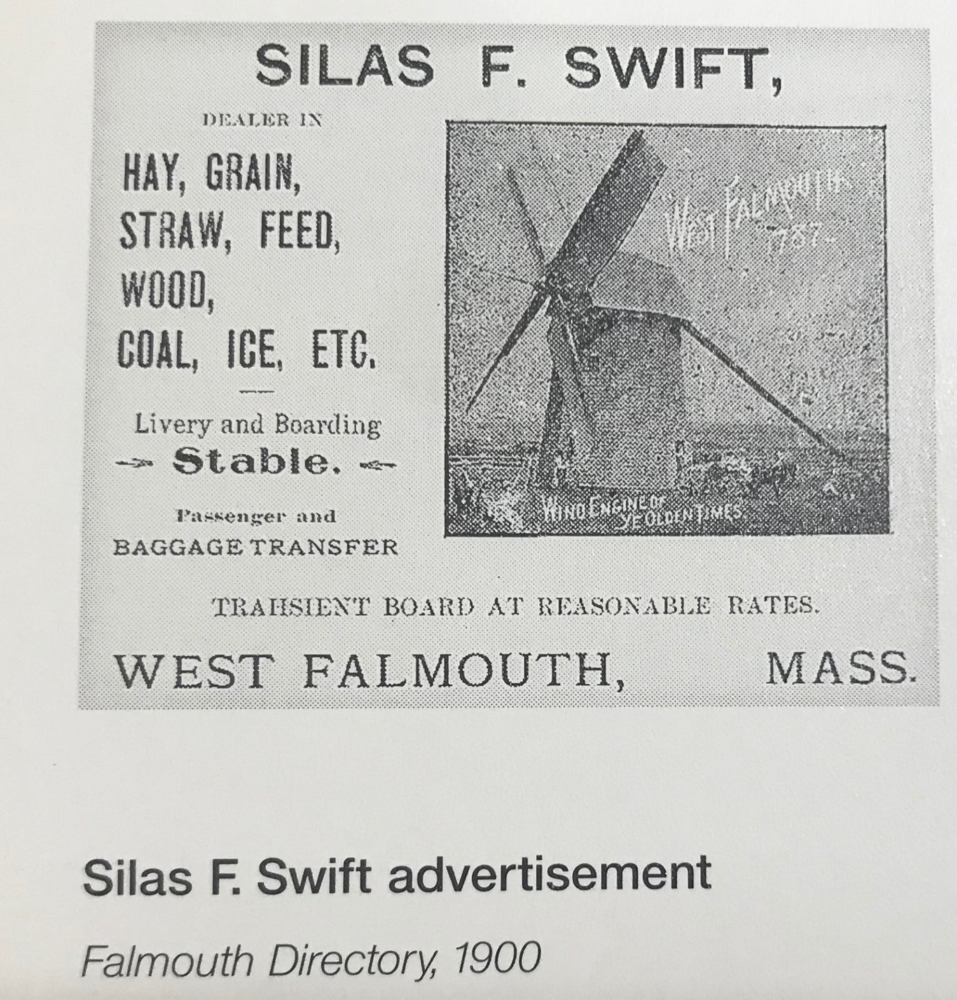 SILAS F. SWIFT,
DEALER IN
HAY, GRAIN,
STRAW, FEED,
WOOD,
COAL, ICE, ETC.
Livery and Boarding
Stable.
Passenger and
BAGGAGE TRANSFER
"WEST FALMOUTH"
1787-
WIND ENGINE OF
YE OLDEN TIMES.
TRAHSIENT BOARD AT REASONABLE RATES.
WEST FALMOUTH, MASS.
Silas F. Swift advertisement
Falmouth Directory, 1900